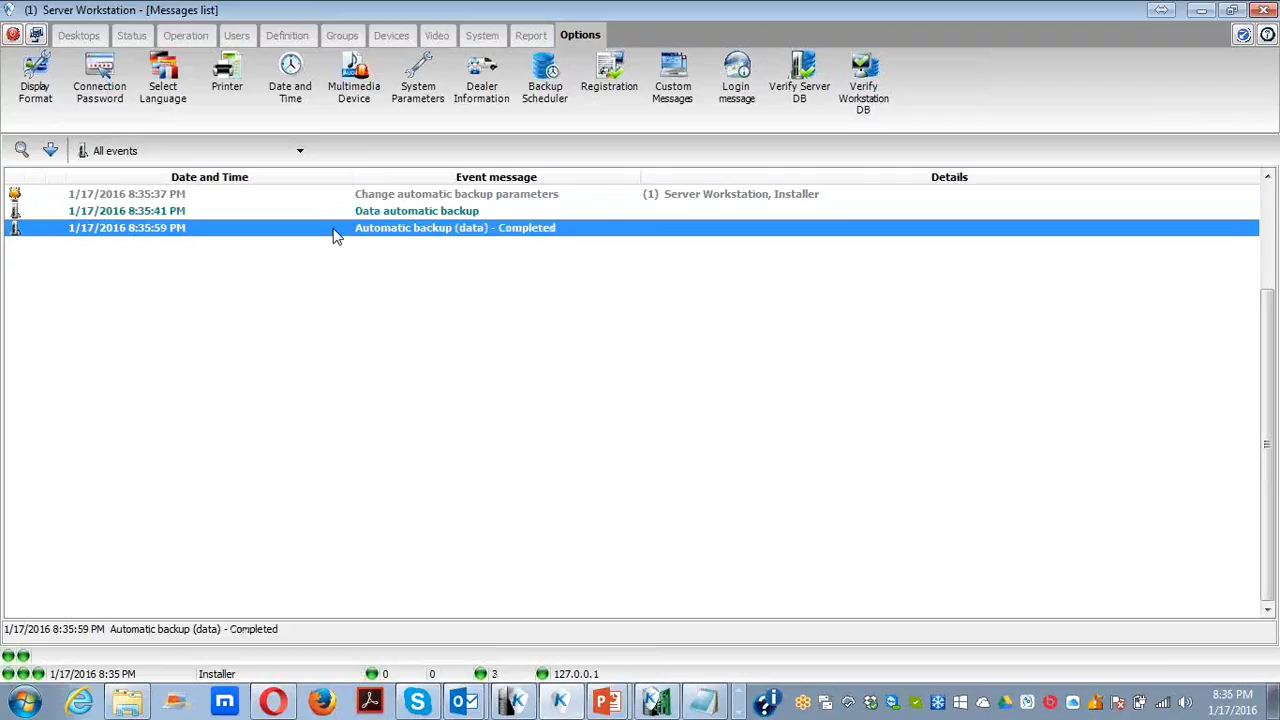 (1) Server Workstation - [Messages list]
Desktops Status Operation Users Definition Groups Devices Video System Report Options
Display Format
Connection Password
Select Language
Printer
Date and Time
Multimedia Device
System Parameters
Dealer Information
Backup Scheduler
Registration
Custom Messages
Login message
Verify Server DB
Verify Workstation DB
All events
Date and Time Event message Details
1/17/2016 8:35:37 PM Change automatic backup parameters (1) Server Workstation, Installer
1/17/2016 8:35:41 PM Data automatic backup
1/17/2016 8:35:59 PM Automatic backup (data) - Completed
1/17/2016 8:35:59 PM Automatic backup (data) - Completed
1/17/2016 8:35 PM Installer 0 0 3 127.0.0.1
8:36 PM
1/17/2016